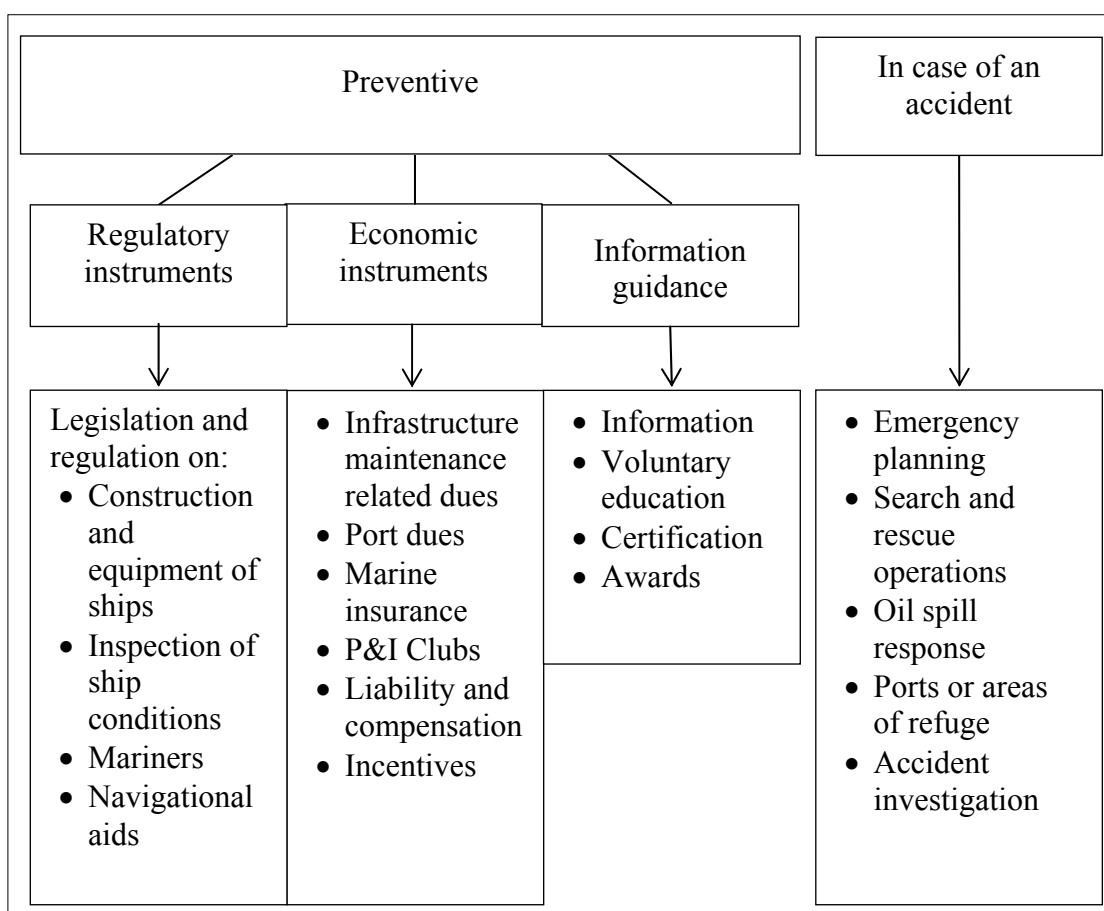 Preventive
In case of an
accident
Regulatory
instruments
Economic
instruments
Information
guidance
Legislation and
regulation on:
• Construction
and
equipment of
ships
• Inspection of
ship
conditions
• Mariners
• Navigational
aids
• Infrastructure
maintenance
related dues
• Port dues
• Marine
insurance
• P&I Clubs
• Liability and
compensation
• Incentives
• Information
• Voluntary
education
• Certification
• Awards
• Emergency
planning
• Search and
rescue
operations
• Oil spill
response
• Ports or areas
of refuge
• Accident
investigation